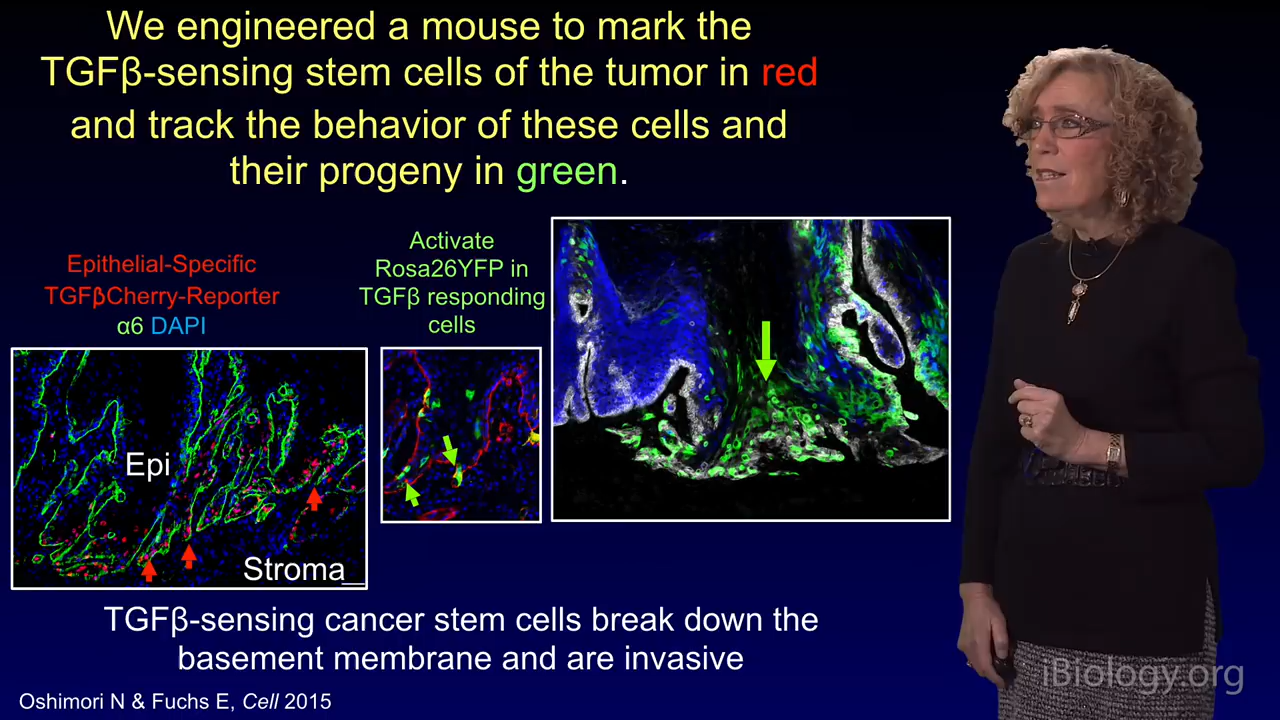 We engineered a mouse to mark the
TGFβ-sensing stem cells of the tumor in red
and track the behavior of these cells and
their progeny in green.
Epithelial-Specific
TGFβCherry-Reporter
α6 DAPI
Activate
Rosa26YFP in
TGFβ responding
cells
Epi
Stroma
TGFβ-sensing cancer stem cells break down the
basement membrane and are invasive
Oshimori N & Fuchs E, Cell 2015
iBiology.org